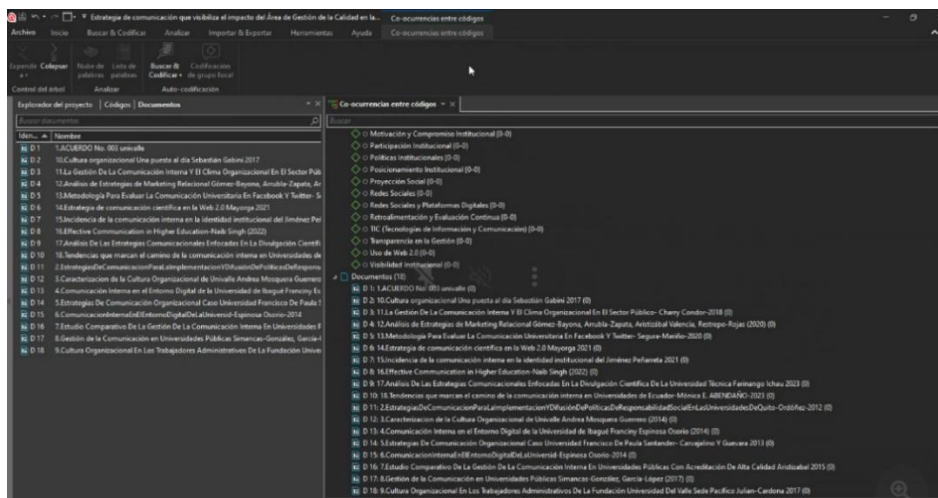 Estrategia de comunicación que visibiliza el impacto del Área de Gestión de la Calidad en la... Co-ocurrencias entre códigos
Archivo Inicio Buscar & Codificar Analizar Importar & Exportar Herramientas Ayuda Co-ocurrencias entre códigos
Colapsar Nube de palabras Lista de palabras Buscar & Codificar Codificación de grupo focal
Control del árbol Analizar Auto-codificación
Explorador del proyecto Códigos Documentos
Co-ocurrencias entre códigos
Buscar documentos
Buscar
Iden... Nombre
D 1 1.ACUERDO No. 003 univalle
D 2 10.Cultura organizacional Una puesta al día Sebastián Gabini 2017
D 3 11.La Gestión De La Comunicación Interna Y El Clima Organizacional En El Sector Púb
D 4 12.Análisis de Estrategias de Marketing Relacional Gómez-Bayona, Arrubla-Zapata, Ar
D 5 13.Metodología Para Evaluar La Comunicación Universitaria En Facebook Y Twitter- S
D 6 14.Estrategia de comunicación científica en la Web 2.0 Mayorga 2021
D 7 15.Incidencia de la comunicación interna en la identidad institucional del Jiménez Peñ
D 8 16.Effective Communication in Higher Education-Naib Singh (2022)
D 9 17.Análisis De Las Estrategias Comunicacionales Enfocadas En La Divulgación Científi
D 10 18.Tendencias que marcan el camino de la comunicación interna en Universidades de
D 11 2.EstrategiasDeComunicacionParaLaImplementacionYDifusiónDePolíticasDeRespons
D 12 3.Caracterizacion de la Cultura Organizacional de Univalle Andrea Mosquera Guerrero
D 13 4.Comunicación Interna en el Entorno Digital de la Universidad de Ibagué Franciny Es
D 14 5.Estrategias De Comunicación Organizacional Caso Universidad Francisco De Paula S
D 15 6.ComunicacionInternaEnElEntornoDigitalDeLaUniversid-Espinosa Osorio-2014
D 16 7.Estudio Comparativo De La Gestión De La Comunicación Interna En Universidades P
D 17 8.Gestión de la Comunicación en Universidades Públicas Simancas-González, García-L
D 18 9.Cultura Organizacional En Los Trabajadores Administrativos De La Fundación Unive
Motivación y Compromiso Institucional (0-0)
Participación Institucional (0-0)
Políticas Institucionales (0-0)
Posicionamiento Institucional (0-0)
Proyección Social (0-0)
Redes Sociales (0-0)
Redes Sociales y Plataformas Digitales (0-0)
Retroalimentación y Evaluación Continua (0-0)
TIC (Tecnologías de Información y Comunicación) (0-0)
Transparencia en la Gestión (0-0)
Uso de Web 2.0 (0-0)
Visibilidad Institucional (0-0)
Documentos (18)
D 1: 1.ACUERDO No. 003 univalle (0)
D 2: 10.Cultura organizacional Una puesta al día Sebastián Gabini 2017 (0)
D 3: 11.La Gestión De La Comunicación Interna Y El Clima Organizacional En El Sector Público- Charry Condor-2018 (0)
D 4: 12.Análisis de Estrategias de Marketing Relacional Gómez-Bayona, Arrubla-Zapata, Aristizábal Valencia, Restrepo-Rojas (2020) (0)
D 5: 13.Metodología Para Evaluar La Comunicación Universitaria En Facebook Y Twitter- Segura-Mariño-2020 (0)
D 6: 14.Estrategia de comunicación científica en la Web 2.0 Mayorga 2021 (0)
D 7: 15.Incidencia de la comunicación interna en la identidad institucional del Jiménez Peñarreta 2021 (0)
D 8: 16.Effective Communication in Higher Education-Naib Singh (2022) (0)
D 9: 17.Análisis De Las Estrategias Comunicacionales Enfocadas En La Divulgación Científica De La Universidad Técnica Farinango Ichau 2023 (0)
D 10: 18.Tendencias que marcan el camino de la comunicación interna en Universidades de Ecuador-Mónica E. ABENDAÑO-2023 (0)
D 11: 2.EstrategiasDeComunicacionParaLaImplementacionYDifusiónDePolíticasDeResponsabilidadSocialEnLasUniversidadesDeQuito-Ordóñez-2012 (0)
D 12: 3.Caracterizacion de la Cultura Organizacional de Univalle Andrea Mosquera Guerrero (2014) (0)
D 13: 4.Comunicación Interna en el Entorno Digital de la Universidad de Ibagué Franciny Espinosa Osorio (2014) (0)
D 14: 5.Estrategias De Comunicación Organizacional Caso Universidad Francisco De Paula Santander- Carvajalino Y Guevara 2013 (0)
D 15: 6.ComunicacionInternaEnElEntornoDigitalDeLaUniversid-Espinosa Osorio-2014 (0)
D 16: 7.Estudio Comparativo De La Gestión De La Comunicación Interna En Universidades Públicas Con Acreditación De Alta Calidad Aristizabal 2015 (0)
D 17: 8.Gestión de la Comunicación en Universidades Públicas Simancas-González, García-López (2017) (0)
D 18: 9.Cultura Organizacional En Los Trabajadores Administrativos De La Fundación Universidad Del Valle Sede Pacífico Julian-Cardona 2017 (0)